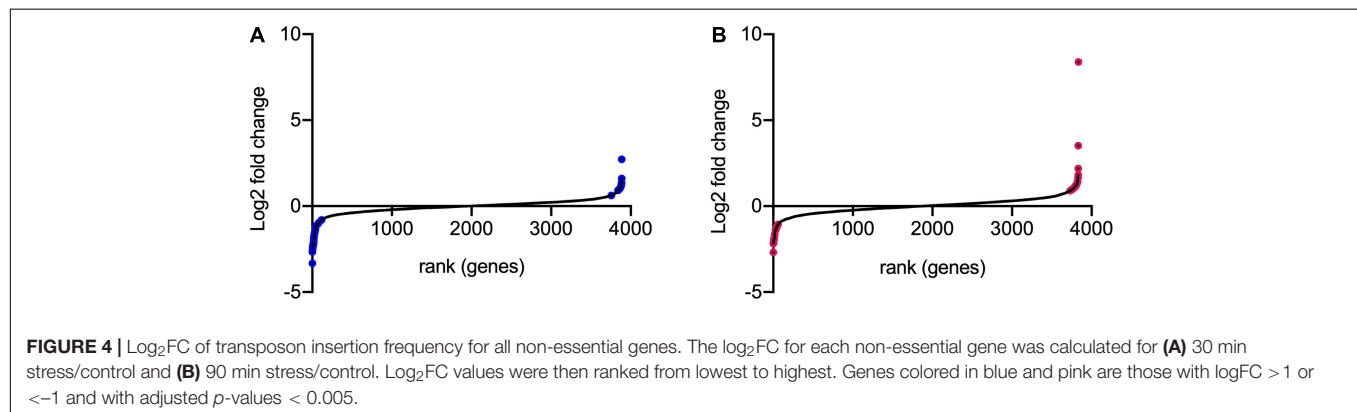 A
B
10
5
0
-5
Log2 fold change
1000 2000 3000 4000
rank (genes)
10
5
0
-5
Log2 fold change
1000 2000 3000 4000
rank (genes)
FIGURE 4 | Log₂FC of transposon insertion frequency for all non-essential genes. The log₂FC for each non-essential gene was calculated for (A) 30 min
stress/control and (B) 90 min stress/control. Log₂FC values were then ranked from lowest to highest. Genes colored in blue and pink are those with logFC >1 or
<–1 and with adjusted p-values < 0.005.